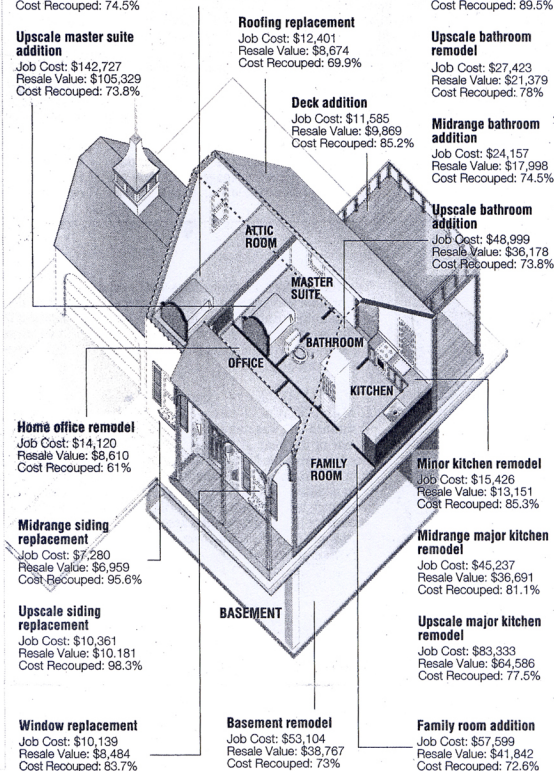 Cost Recouped: 74.5%
Upscale master suite
addition
Job Cost: $142,727
Resale Value: $105,329
Cost Recouped: 73.8%
Roofing replacement
Job Cost: $12,401
Resale Value: $8,674
Cost Recouped: 69.9%
Deck addition
Job Cost: $11,585
Resale Value: $9,869
Cost Recouped: 85.2%
Cost Recouped: 89.5%
Upscale bathroom
remodel
Job Cost: $27,423
Resale Value: $21,379
Cost Recouped: 78%
Midrange bathroom
addition
Job Cost: $24,157
Resale Value: $17,998
Cost Recouped: 74.5%
Upscale bathroom
addition
Job Cost: $48,999
Resale Value: $36,178
Cost Recouped: 73.8%
ATTIC
ROOM
MASTER
SUITE
BATHROOM
OFFICE
KITCHEN
FAMILY
ROOM
BASEMENT
Home office remodel
Job Cost: $14,120
Resale Value: $8,610
Cost Recouped: 61%
Midrange siding
replacement
Job Cost: $7,280
Resale Value: $6,959
Cost Recouped: 95.6%
Upscale siding
replacement
Job Cost: $10,361
Resale Value: $10.181
Cost Recouped: 98.3%
Window replacement
Job Cost: $10,139
Resale Value: $8,484
Cost Recouped: 83.7%
Basement remodel
Job Cost: $53,104
Resale Value: $38,767
Cost Recouped: 73%
Minor kitchen remodel
Job Cost: $15,426
Resale Value: $13,151
Cost Recouped: 85.3%
Midrange major kitchen
remodel
Job Cost: $45,237
Resale Value: $36,691
Cost Recouped: 81.1%
Upscale major kitchen
remodel
Job Cost: $83,333
Resale Value: $64,586
Cost Recouped: 77.5%
Family room addition
Job Cost: $57,599
Resale Value: $41,842
Cost Recouped: 72.6%